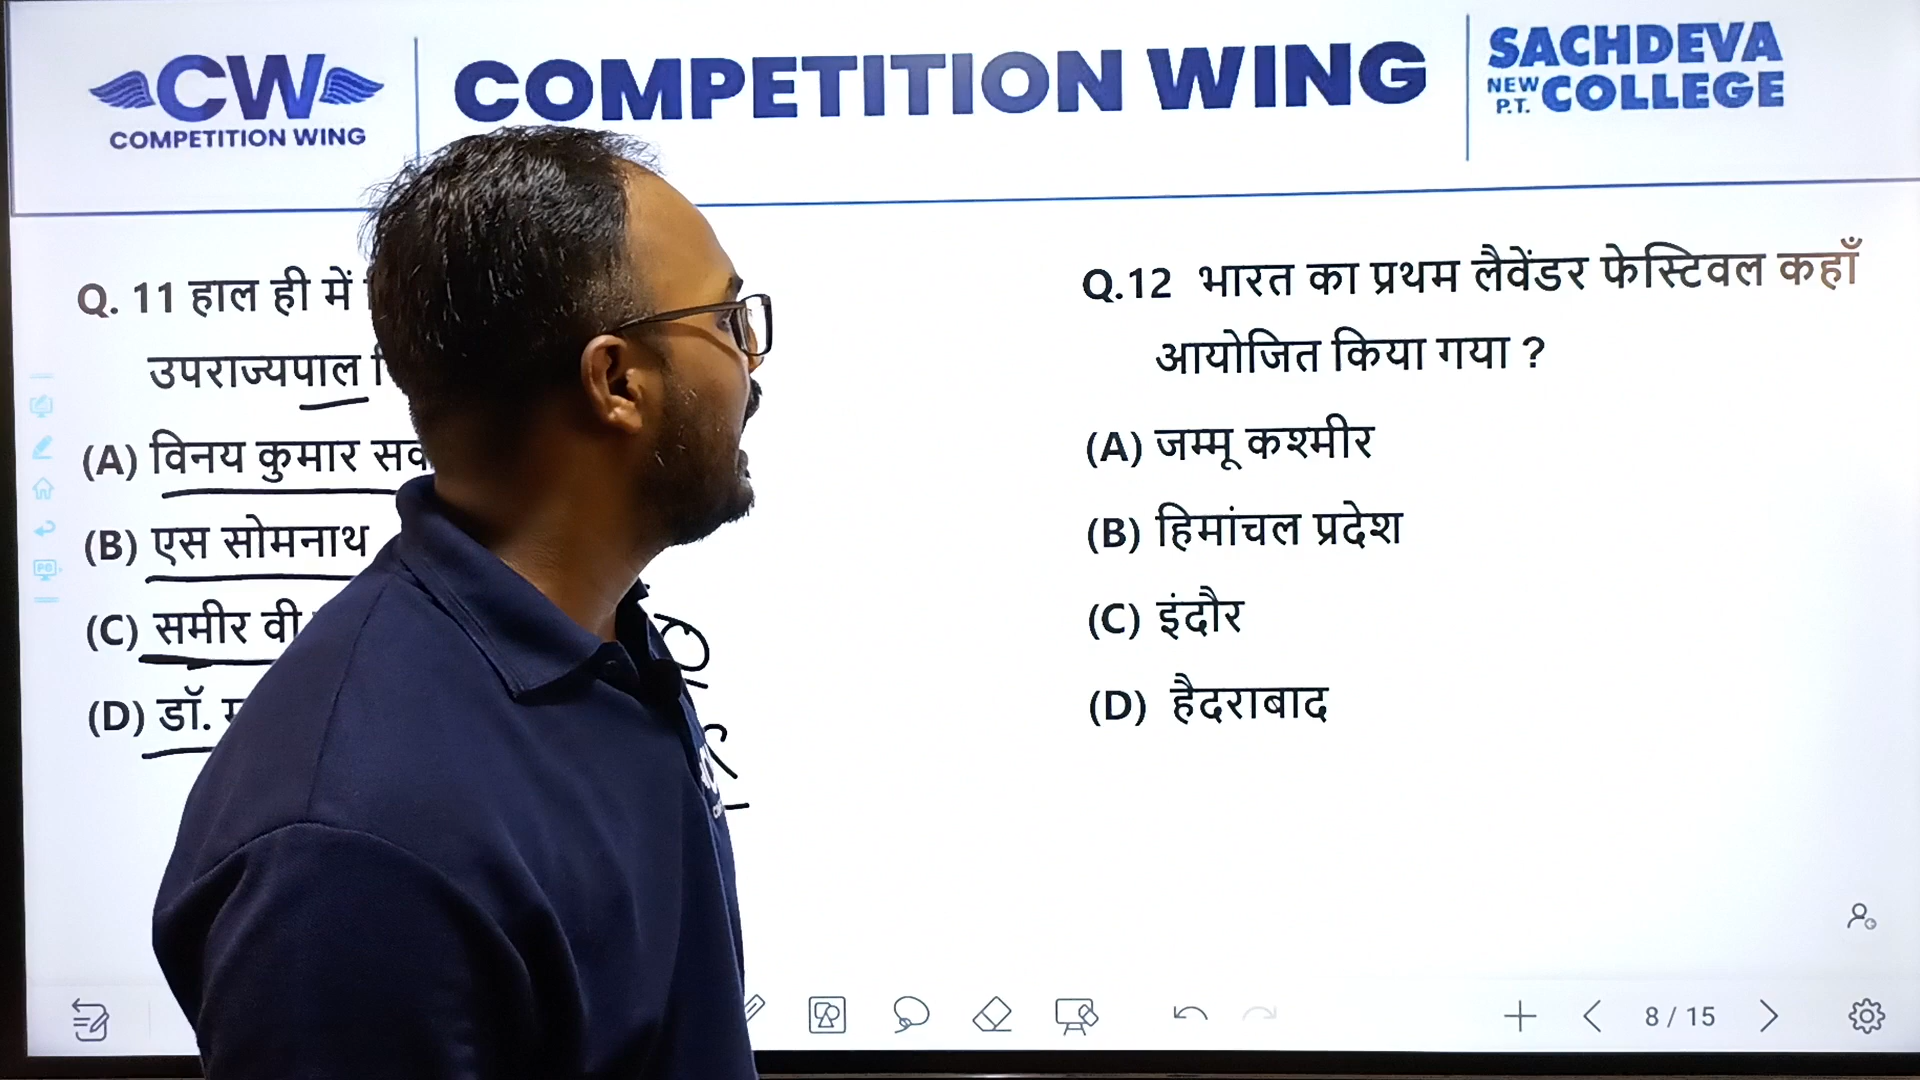 CW
COMPETITION WING
COMPETITION WING
SACHDEVA
NEW P.T. COLLEGE
Q. 11 हाल ही में
उपराज्यपाल
(A) विनय कुमार
(B) एस सोमनाथ
(C) समीर वी
(D) डॉ.
Q.12 भारत का प्रथम लैवेंडर फेस्टिवल कहाँ
आयोजित किया गया ?
(A) जम्मू कश्मीर
(B) हिमांचल प्रदेश
(C) इंदौर
(D) हैदराबाद
8 / 15